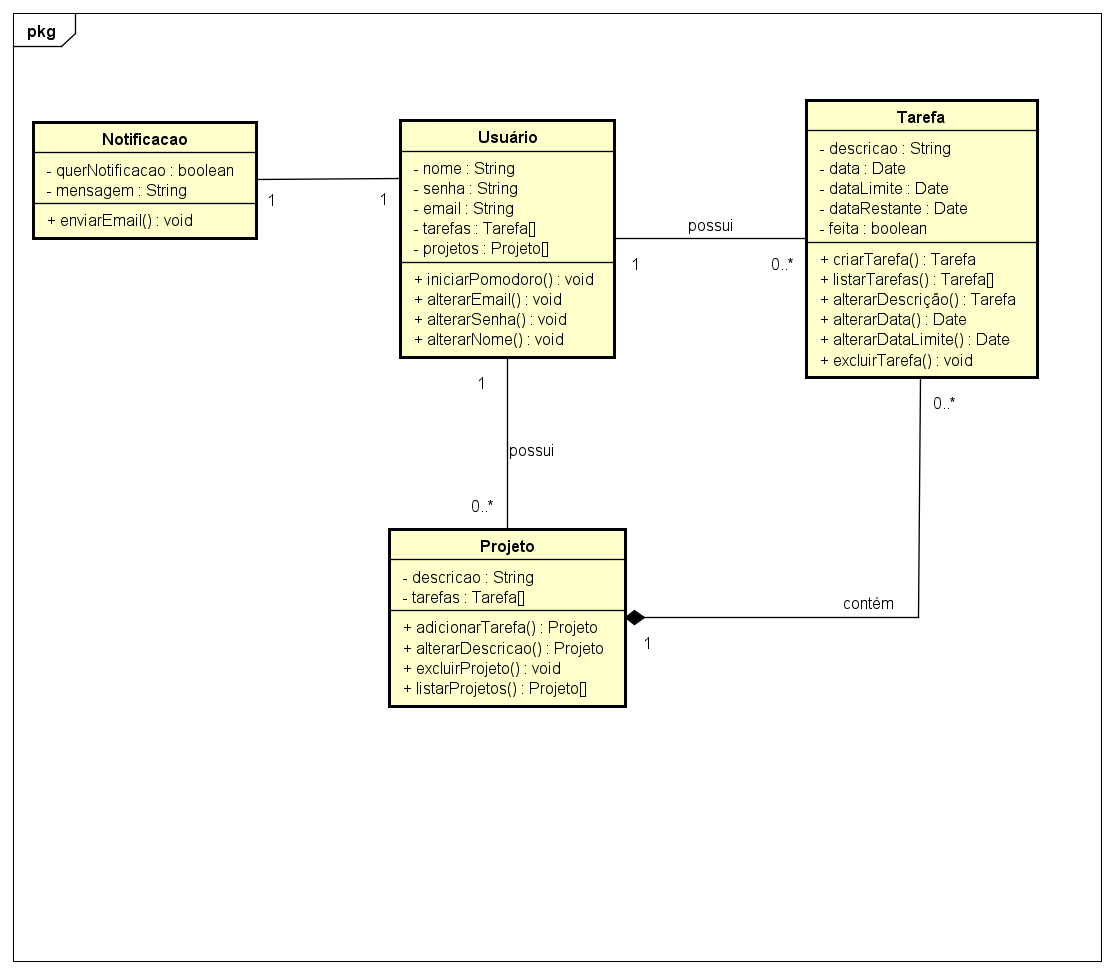 pkg
Notificacao
- querNotificacao : boolean
- mensagem : String
+ enviarEmail() : void
1
1
Usuário
- nome : String
- senha : String
- email : String
- tarefas : Tarefa[]
- projetos : Projeto[]
+ iniciarPomodoro() : void
+ alterarEmail() : void
+ alterarSenha() : void
+ alterarNome() : void
possui
1
0..*
Tarefa
- descricao : String
- data : Date
- dataLimite : Date
- dataRestante : Date
- feita : boolean
+ criarTarefa() : Tarefa
+ listarTarefas() : Tarefa[]
+ alterarDescrição() : Tarefa
+ alterarData() : Date
+ alterarDataLimite() : Date
+ excluirTarefa() : void
1
possui
0..*
0..*
contém
1
Projeto
- descricao : String
- tarefas : Tarefa[]
+ adicionarTarefa() : Projeto
+ alterarDescricao() : Projeto
+ excluirProjeto() : void
+ listarProjetos() : Projeto[]